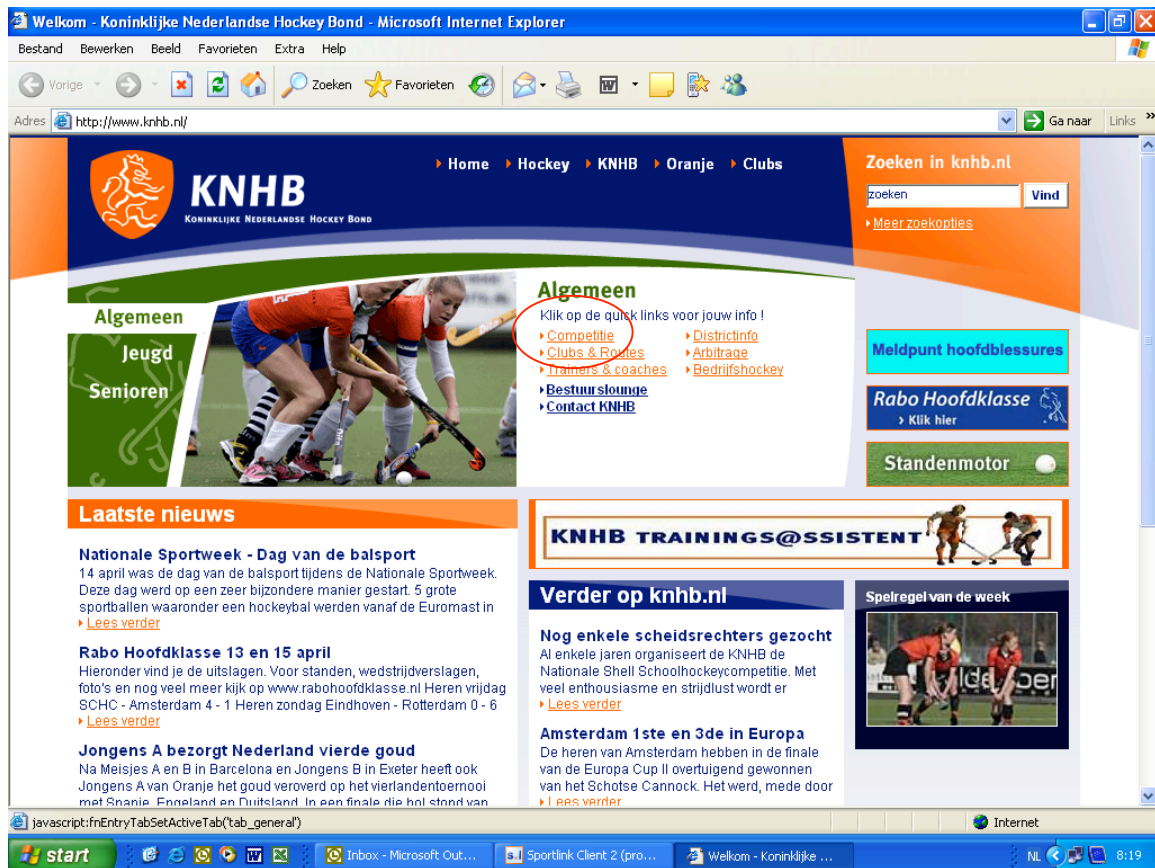 Welkom - Koninklijke Nederlandse Hockey Bond - Microsoft Internet Explorer
Bestand Bewerken Beeld Favorieten Extra Help
Vorige Zoeken Favorieten
Adres http://www.knhb.nl/ Ga naar Links »
Home Hockey KNHB Oranje Clubs
KNHB
KONINKLIJKE NEDERLANDSE HOCKEY BOND
Zoeken in knhb.nl
zoeken Vind
Meer zoekopties
Algemeen
Jeugd
Senioren
Algemeen
Klik op de quick links voor jouw info !
Competitie Districtinfo
Clubs & Routes Arbitrage
Trainers & coaches Bedrijfshockey
Bestuurslounge
Contact KNHB
Meldpunt hoofdblessures
Rabo Hoofdklasse
> Klik hier
Standenmotor
Laatste nieuws
Nationale Sportweek - Dag van de balsport
14 april was de dag van de balsport tijdens de Nationale Sportweek.
Deze dag werd op een zeer bijzondere manier gestart. 5 grote
sportballen waaronder een hockeybal werden vanaf de Euromast in
Lees verder
Rabo Hoofdklasse 13 en 15 april
Hieronder vind je de uitslagen. Voor standen, wedstrijdverslagen,
foto's en nog veel meer kijk op www.rabohoofdklasse.nl Heren vrijdag
SCHC - Amsterdam 4 - 1 Heren zondag Eindhoven - Rotterdam 0 - 6
Lees verder
Jongens A bezorgt Nederland vierde goud
Na Meisjes A en B in Barcelona en Jongens B in Exeter heeft ook
Jongens A van Oranje het goud veroverd op het vierlandentoernooi
met Spanje, Engeland en Duitsland. In een finale die bol stond van
KNHB TRAININGS@SSISTENT
Verder op knhb.nl
Nog enkele scheidsrechters gezocht
Al enkele jaren organiseert de KNHB de
Nationale Shell Schoolhockeycompetitie. Met
veel enthousiasme en strijdlust wordt er
Lees verder
Amsterdam 1ste en 3de in Europa
De heren van Amsterdam hebben in de finale
van de Europa Cup II overtuigend gewonnen
van het Schotse Cannock. Het werd, mede door
Lees verder
Spelregel van de week
javascript:fnEntryTabSetActiveTab('tab_general') Internet
start Inbox - Microsoft Out... Sportlink Client 2 (pro... Welkom - Koninklijke ... NL 8:19